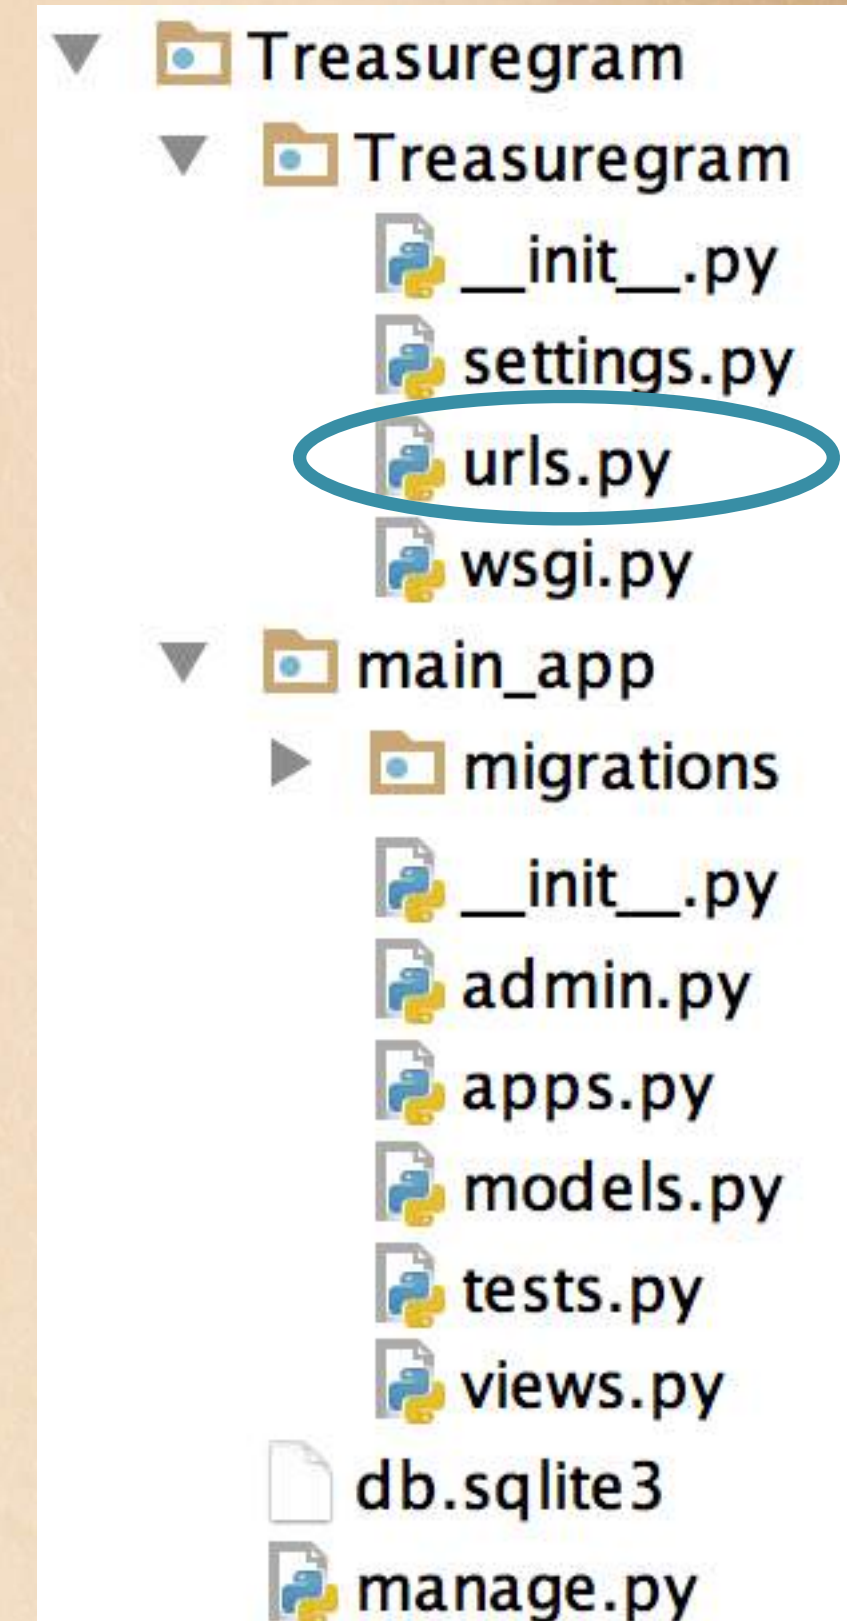 Treasuregram
Treasuregram
__init__.py
settings.py
urls.py
wsgi.py
main_app
migrations
__init__.py
admin.py
apps.py
models.py
tests.py
views.py
db.sqlite3
manage.py